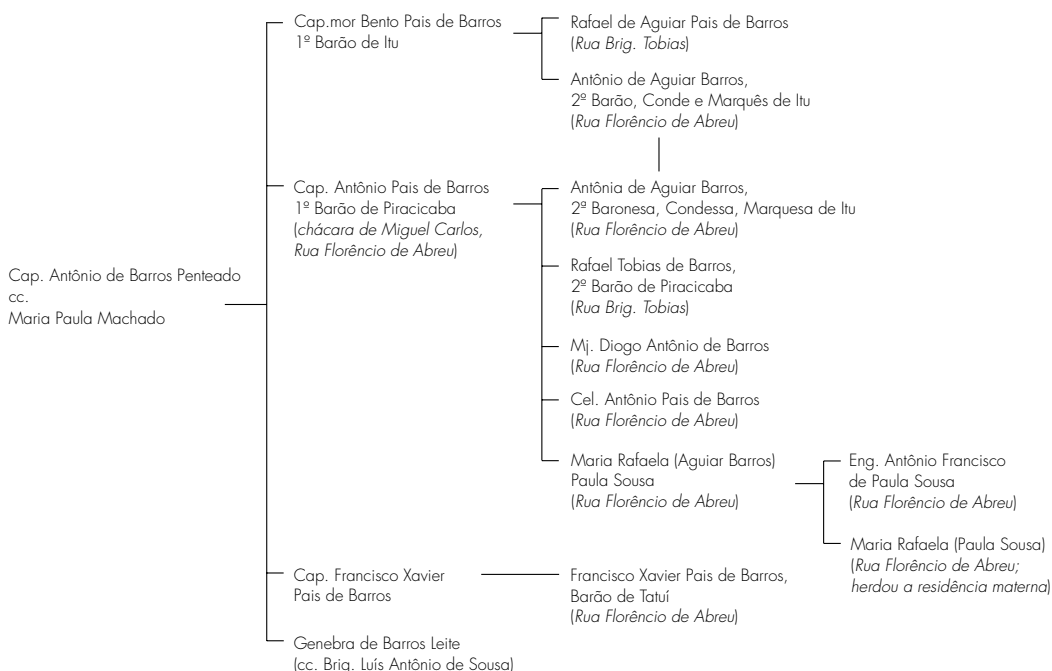 Cap. Antônio de Barros Penteado
cc.
Maria Paula Machado
Cap.mor Bento Pais de Barros
1º Barão de Itu
Rafael de Aguiar Pais de Barros
(Rua Brig. Tobias)
Antônio de Aguiar Barros,
2º Barão, Conde e Marquês de Itu
(Rua Florêncio de Abreu)
Cap. Antônio Pais de Barros
1º Barão de Piracicaba
(chácara de Miguel Carlos,
Rua Florêncio de Abreu)
Antônia de Aguiar Barros,
2º Baronesa, Condessa, Marquesa de Itu
(Rua Florêncio de Abreu)
Rafael Tobias de Barros,
2º Barão de Piracicaba
(Rua Brig. Tobias)
Mj. Diogo Antônio de Barros
(Rua Florêncio de Abreu)
Cel. Antônio Pais de Barros
(Rua Florêncio de Abreu)
Maria Rafaela (Aguiar Barros)
Paula Sousa
(Rua Florêncio de Abreu)
Eng. Antônio Francisco
de Paula Sousa
(Rua Florêncio de Abreu)
Maria Rafaela (Paula Sousa)
(Rua Florêncio de Abreu;
herdou a residência materna)
Cap. Francisco Xavier
Pais de Barros
Francisco Xavier Pais de Barros,
Barão de Tatuí
(Rua Florêncio de Abreu)
Genebra de Barros Leite
(cc. Brig. Luís Antônio de Sousa)